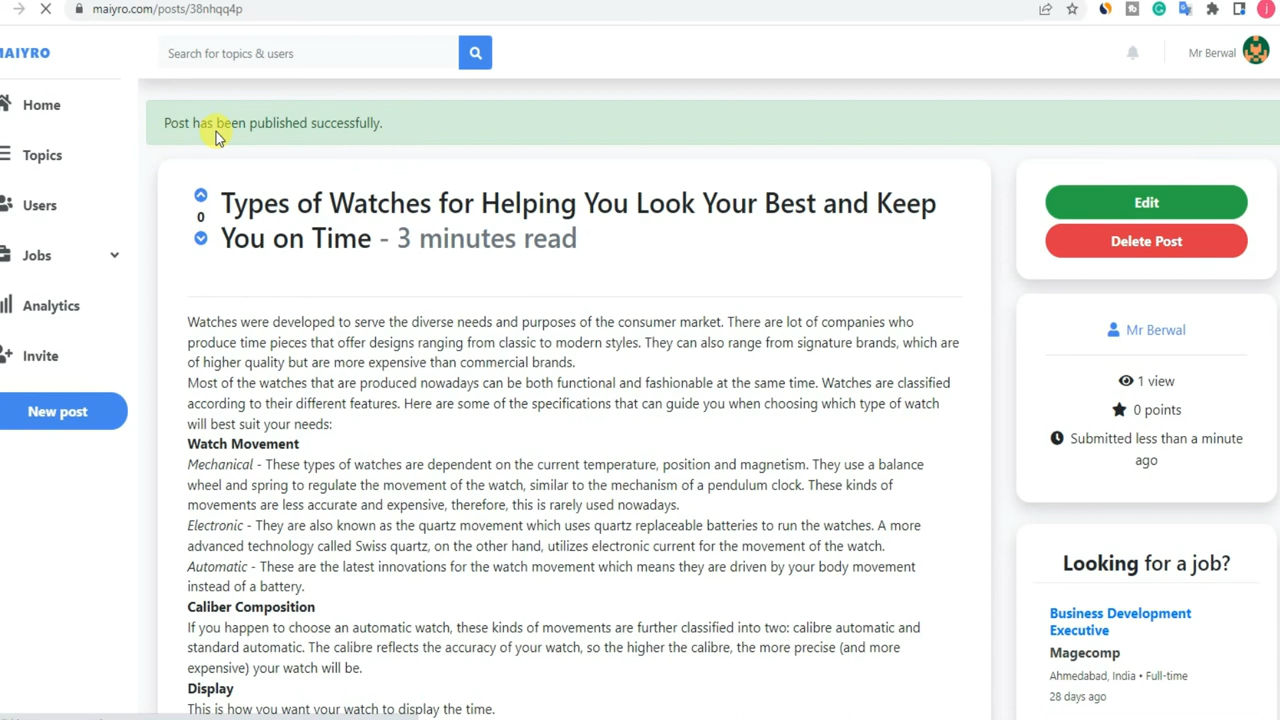 maiyro.com/posts/38nhqq4p
MAIYRO
Search for topics & users
Mr Berwal
Home
Topics
Users
Jobs
Analytics
Invite
New post
Post has been published successfully.
0
Types of Watches for Helping You Look Your Best and Keep
You on Time - 3 minutes read
Watches were developed to serve the diverse needs and purposes of the consumer market. There are lot of companies who
produce time pieces that offer designs ranging from classic to modern styles. They can also range from signature brands, which are
of higher quality but are more expensive than commercial brands.
Most of the watches that are produced nowadays can be both functional and fashionable at the same time. Watches are classified
according to their different features. Here are some of the specifications that can guide you when choosing which type of watch
will best suit your needs:
Watch Movement
Mechanical - These types of watches are dependent on the current temperature, position and magnetism. They use a balance
wheel and spring to regulate the movement of the watch, similar to the mechanism of a pendulum clock. These kinds of
movements are less accurate and expensive, therefore, this is rarely used nowadays.
Electronic - They are also known as the quartz movement which uses quartz replaceable batteries to run the watches. A more
advanced technology called Swiss quartz, on the other hand, utilizes electronic current for the movement of the watch.
Automatic - These are the latest innovations for the watch movement which means they are driven by your body movement
instead of a battery.
Caliber Composition
If you happen to choose an automatic watch, these kinds of movements are further classified into two: calibre automatic and
standard automatic. The calibre reflects the accuracy of your watch, so the higher the calibre, the more precise (and more
expensive) your watch will be.
Display
This is how you want your watch to display the time.
Edit
Delete Post
Mr Berwal
1 view
0 points
Submitted less than a minute
ago
Looking for a job?
Business Development
Executive
Magecomp
Ahmedabad, India • Full-time
28 days ago